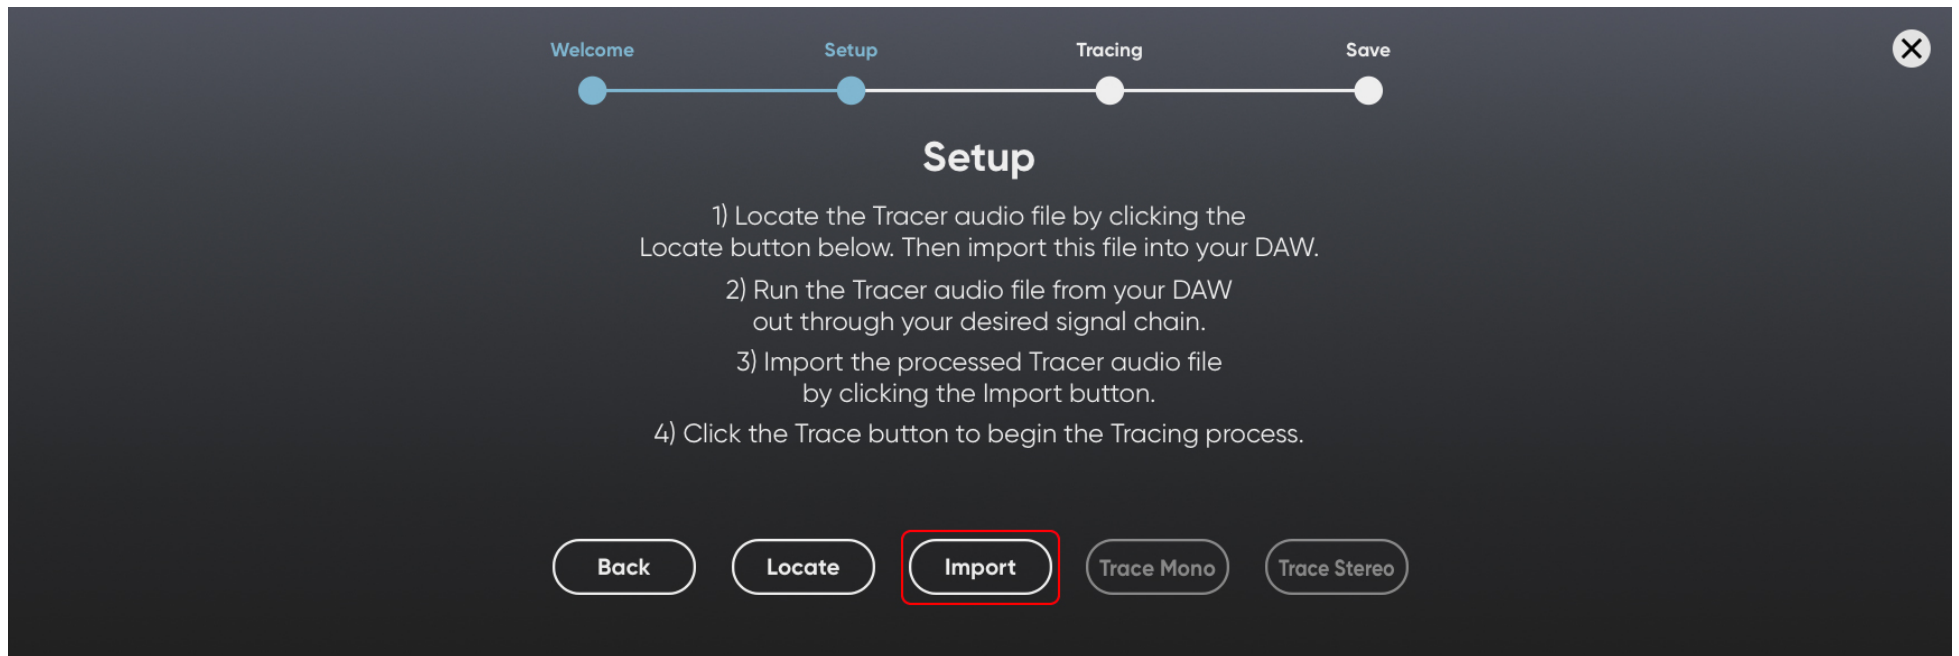 Welcome
Setup
Tracing
Save
Setup
1) Locate the Tracer audio file by clicking the
Locate button below. Then import this file into your DAW.
2) Run the Tracer audio file from your DAW
out through your desired signal chain.
3) Import the processed Tracer audio file
by clicking the Import button.
4) Click the Trace button to begin the Tracing process.
Back
Locate
Import
Trace Mono
Trace Stereo